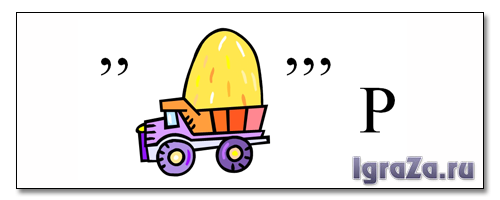 ,, ,,,
Р
IgraZa.ru